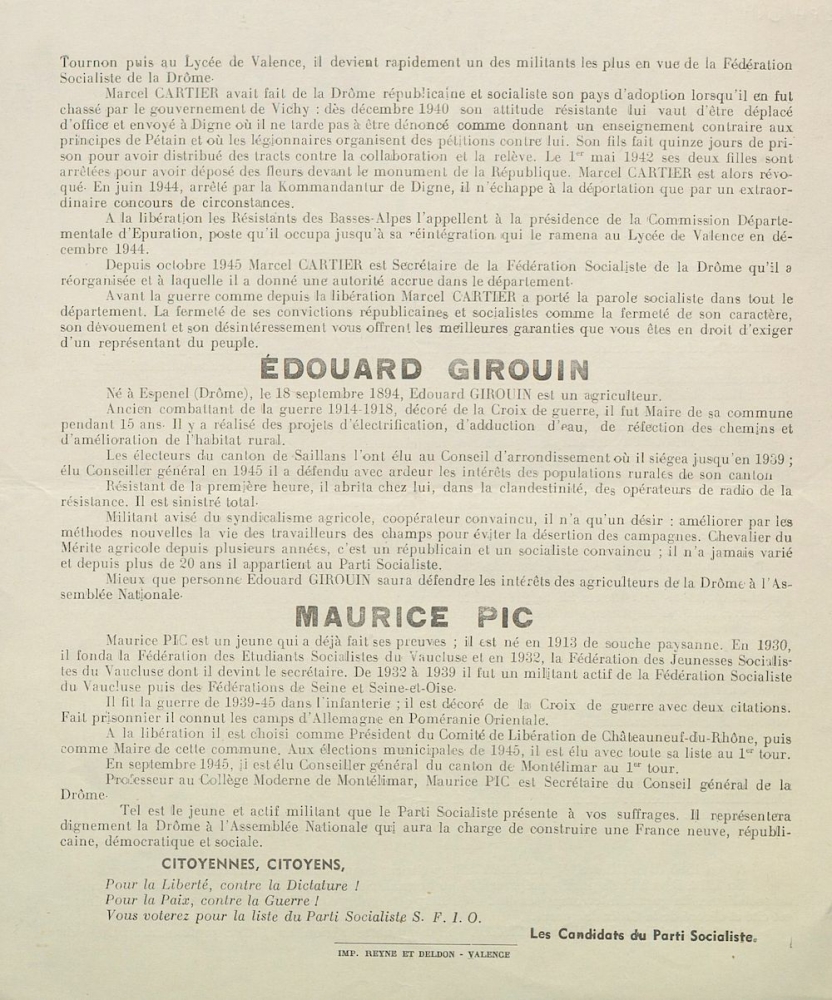 Tournon puis au Lycée de Valence, il devient rapidement un des militants les plus en vue de la Fédération
Socialiste de la Drôme.
Marcel CARTIER avait fait de la Drôme républicaine et socialiste son pays d'adoption lorsqu'il en fut
chassé par le gouvernement de Vichy : dès décembre 1940 son attitude résistante lui vaut d'être déplacé
d'office et envoyé à Digne où il ne tarde pas à être dénoncé comme donnant un enseignement contraire aux
principes de Pétain et où les légionnaires organisent des pétitions contre lui. Son fils fait quinze jours de pri-
son pour avoir distribué des tracts contre la collaboration et la relève. Le 1er mai 1942 ses deux filles sont
arrêtées pour avoir déposé des fleurs devant le monument de la République. Marcel CARTIER est alors révo-
qué. En juin 1944, arrêté par la Kommandantur de Digne, il n'échappe à la déportation que par un extraor-
dinaire concours de circonstances.
A la libération les Résistants des Basses-Alpes l'appellent à la présidence de la Commission Départe-
mentale d'Epuration, poste qu'il occupa jusqu'à sa réintégration qui le ramena au Lycée de Valence en dé-
cembre 1944.
Depuis octobre 1945 Marcel CARTIER est Secrétaire de la Fédération Socialiste de la Drôme qu'il a
réorganisée et à laquelle il a donné une autorité accrue dans le département.
Avant la guerre comme depuis la libération Marcel CARTIER a porté la parole socialiste dans tout le
département. La fermeté de ses convictions républicaines et socialistes comme la fermeté de son caractère,
son dévouement et son désintéressement vous offrent les meilleures garanties que vous êtes en droit d'exiger
d'un représentant du peuple.
ÉDOUARD GIROUIN
Né à Espenel (Drôme), le 18 septembre 1894, Edouard GIROUIN est un agriculteur.
Ancien combattant de la guerre 1914-1918, décoré de la Croix de guerre, il fut Maire de sa commune
pendant 15 ans. Il y a réalisé des projets d'électrification, d'adduction d'eau, de réfection des chemins et
d'amélioration de l'habitat rural.
Les électeurs du canton de Saillans l'ont élu au Conseil d'arrondissement où il siégea jusqu'en 1939 ;
élu Conseiller général en 1945 il a défendu avec ardeur les intérêts des populations rurales de son canton
Résistant de la première heure, il abrita chez lui, dans la clandestinité, des opérateurs de radio de la
résistance. Il est sinistré total.
Militant avisé du syndicalisme agricole, coopérateur convaincu, il n'a qu'un désir : améliorer par les
méthodes nouvelles la vie des travailleurs des champs pour éviter la désertion des campagnes. Chevalier du
Mérite agricole depuis plusieurs années, c'est un républicain et un socialiste convaincu ; il n'a jamais varié
et depuis plus de 20 ans il appartient au Parti Socialiste.
Mieux que personne Edouard GIROUIN saura défendre les intérêts des agriculteurs de la Drôme à l'As-
semblée Nationale.
MAURICE PIC
Maurice PIC est un jeune qui a déjà fait ses preuves ; il est né en 1913 de souche paysanne. En 1930,
il fonda la Fédération des Etudiants Socialistes du Vaucluse et en 1932, la Fédération des Jeunesses Socialis-
tes du Vaucluse dont il devint le secrétaire. De 1932 à 1939 il fut un militant actif de la Fédération Socialiste
du Vaucluse puis des Fédérations de Seine et Seine-et-Oise.
Il fit la guerre de 1939-45 dans l'infanterie ; il est décoré de la Croix de guerre avec deux citations.
Fait prisonnier il connut les camps d'Allemagne en Poméranie Orientale.
A la libération il est choisi comme Président du Comité de Libération de Châteauneuf-du-Rhône, puis
comme Maire de cette commune. Aux élections municipales de 1945, il est élu avec toute sa liste au 1er tour.
En septembre 1945, il est élu Conseiller général du canton de Montélimar au 1er tour.
Professeur au Collège Moderne de Montélimar, Maurice PIC est Secrétaire du Conseil général de la
Drôme.
Tel est le jeune et actif militant que le Parti Socialiste présente à vos suffrages. Il représentera
dignement la Drôme à l'Assemblée Nationale qui aura la charge de construire une France neuve, républi-
caine, démocratique et sociale.
CITOYENNES, CITOYENS,
Pour la Liberté, contre la Dictature !
Pour la Paix, contre la Guerre !
Vous voterez pour la liste du Parti Socialiste S. F. I. O.
Les Candidats du Parti Socialiste.
IMP. REYNE ET DELDON - VALENCE